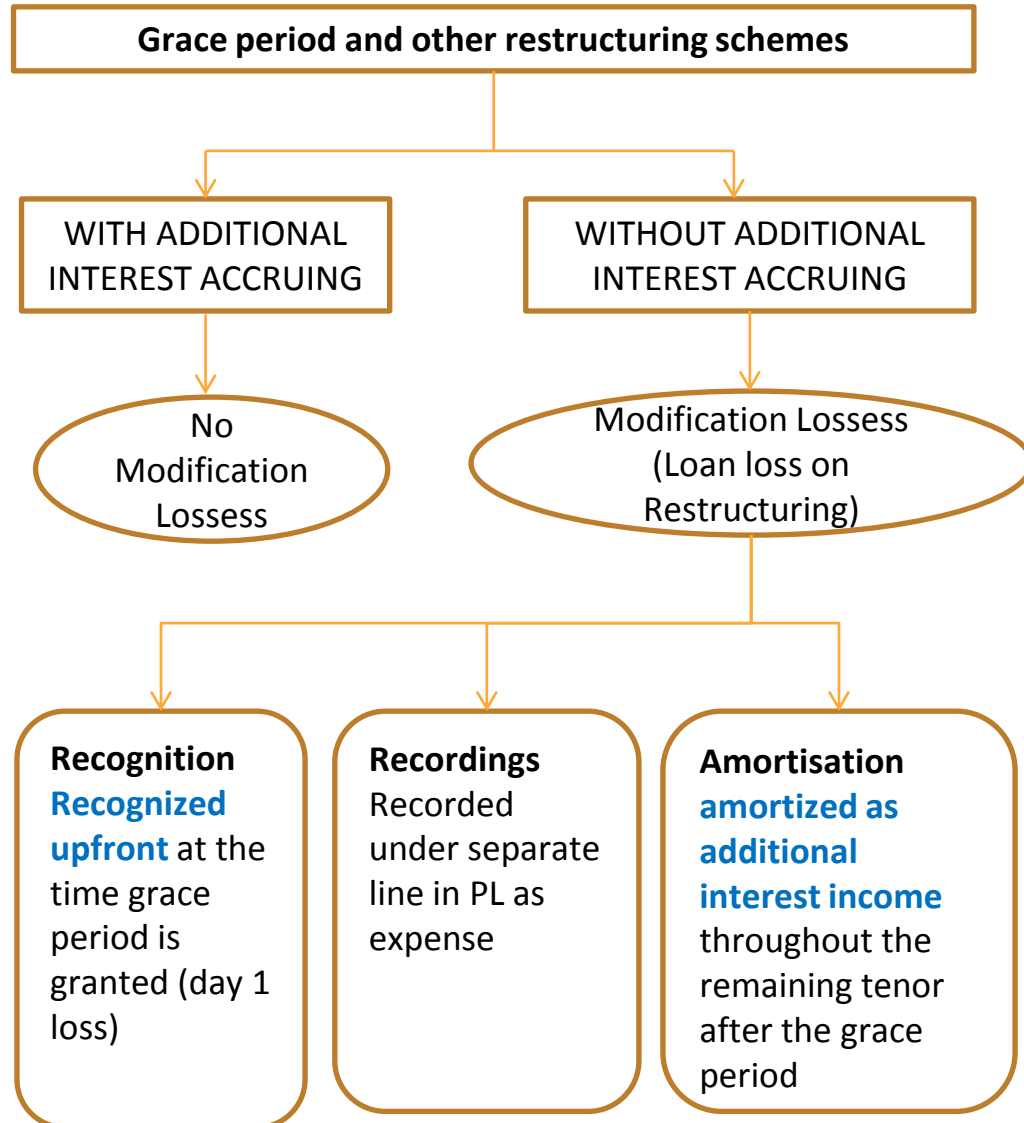 Grace period and other restructuring schemes
WITH ADDITIONAL
INTEREST ACCRUING
WITHOUT ADDITIONAL
INTEREST ACCRUING
No
Modification
Lossess
Modification Lossess
(Loan loss on
Restructuring)
Recognition
Recognized
upfront at the
time grace
period is
granted (day 1
loss)
Recordings
Recorded
under separate
line in PL as
expense
Amortisation
amortized as
additional
interest income
throughout the
remaining tenor
after the grace
period